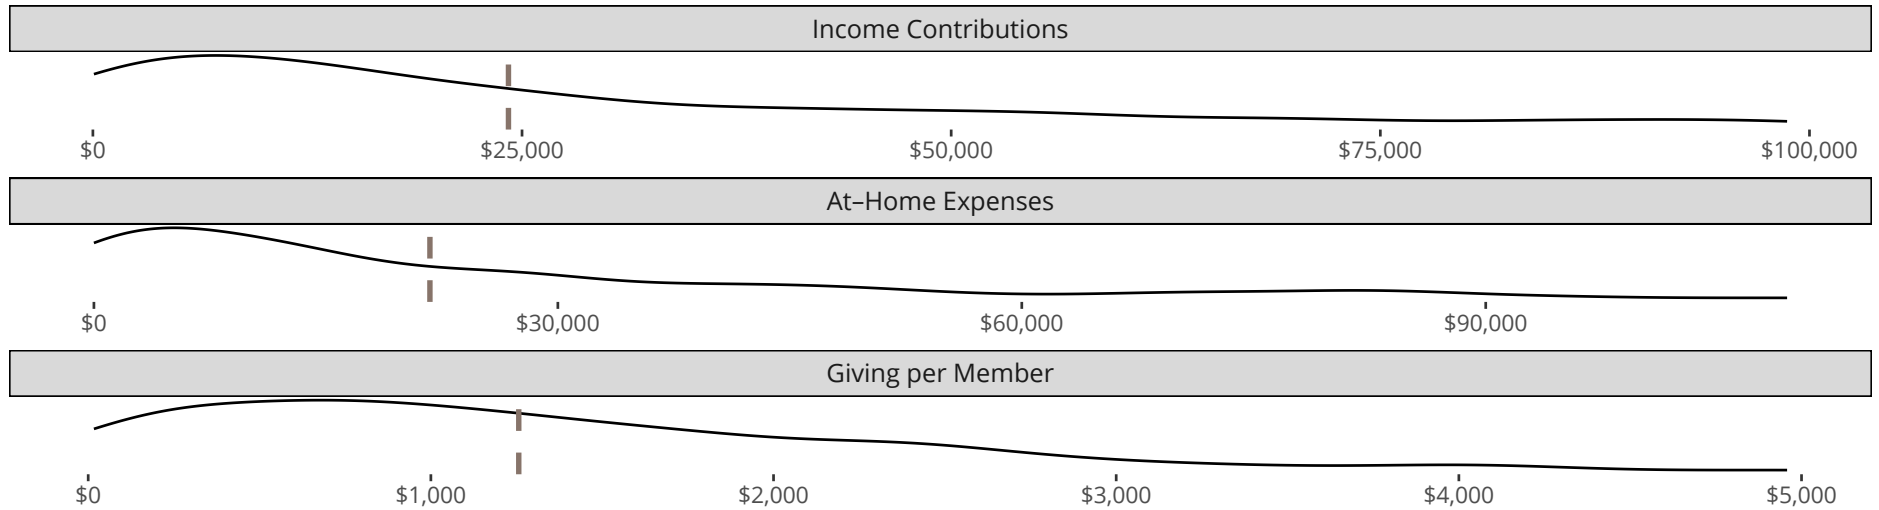 Income Contributions
$0 $25,000 $50,000 $75,000 $100,000
At–Home Expenses
$0 $30,000 $60,000 $90,000
Giving per Member
$0 $1,000 $2,000 $3,000 $4,000 $5,000